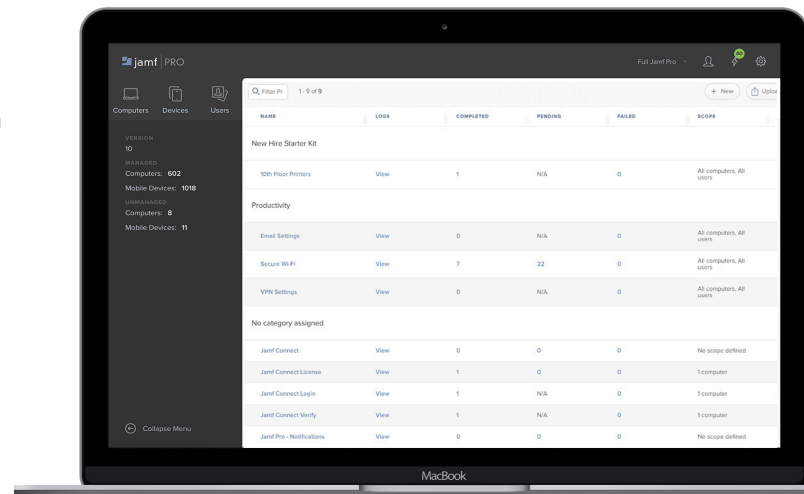 jamf PRO
Full Jamf Pro
40
Computers Devices Users
VERSION
10
MANAGED
Computers: 602
Mobile Devices: 1018
UNMANAGED
Computers: 8
Mobile Devices: 11
Collapse Menu
Filter Pr 1 - 9 of 9 + New Uploa
NAME LOGS COMPLETED PENDING FAILED SCOPE
New Hire Starter Kit
10th Floor Printers View 1 N/A 0 All computers, All users
Productivity
Email Settings View 0 N/A 0 All computers, All users
Secure Wi-Fi View 7 22 0 All computers, All users
VPN Settings View 0 N/A 0 All computers, All users
No category assigned
Jamf Connect View 0 0 0 No scope defined
Jamf Connect License View 1 0 0 1 computer
Jamf Connect Login View 1 N/A 0 1 computer
Jamf Connect Verify View 1 N/A 0 1 computer
Jamf Pro - Notifications View 0 0 0 No scope defined
MacBook